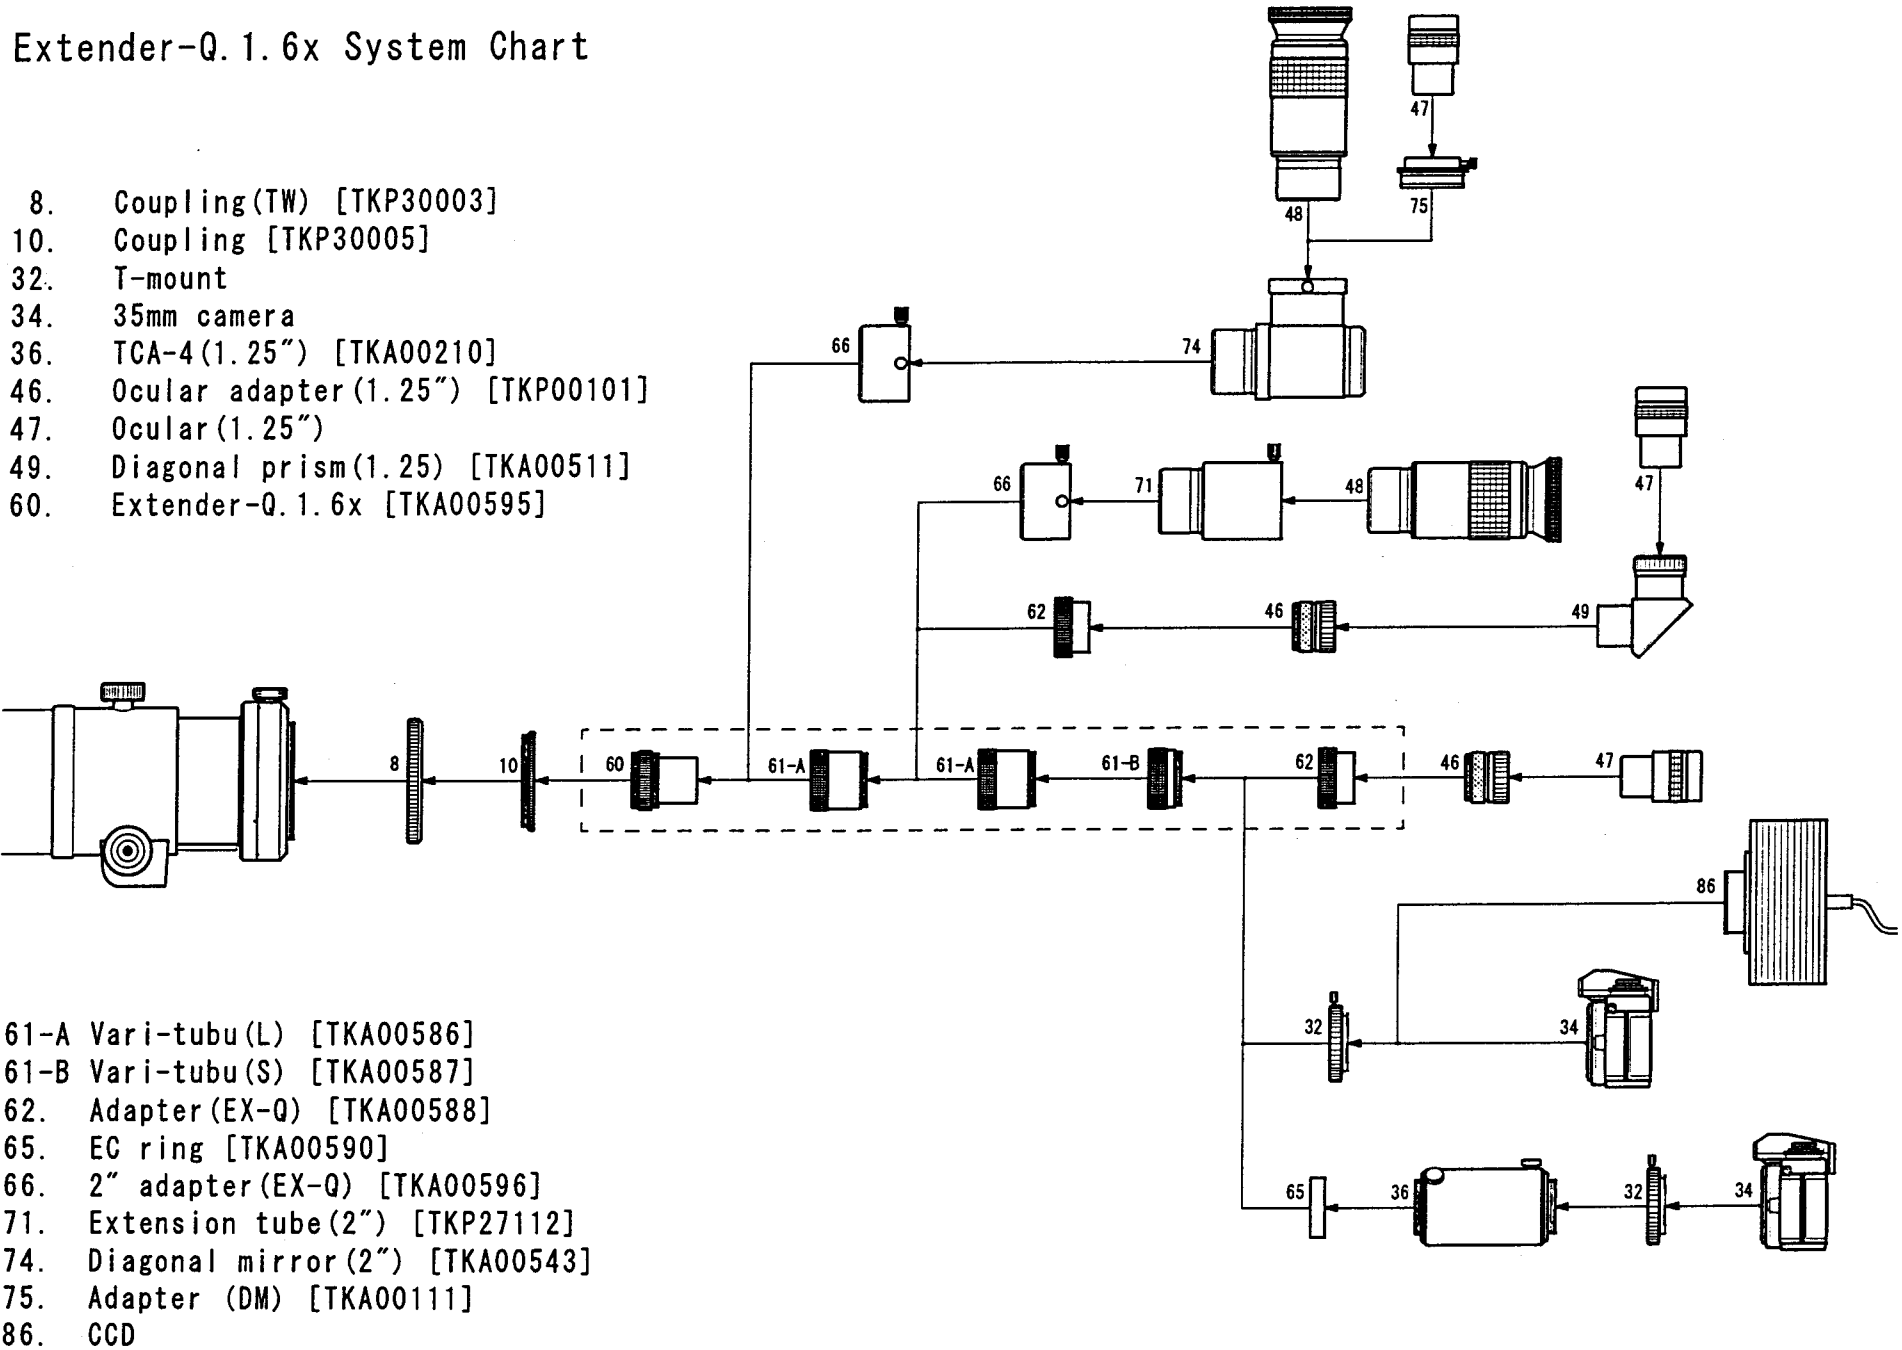 Extender-Q.1.6x System Chart
8. Coupling(TW) [TKP30003]
10. Coupling [TKP30005]
32. T-mount
34. 35mm camera
36. TCA-4(1.25″) [TKA00210]
46. Ocular adapter(1.25″) [TKP00101]
47. Ocular(1.25″)
49. Diagonal prism(1.25) [TKA00511]
60. Extender-Q.1.6x [TKA00595]
47
48
75
66
74
66
71
48
47
62
46
49
8
10
60
61-A
61-A
61-B
62
46
47
86
32
34
65
36
32
34
61-A Vari-tubu(L) [TKA00586]
61-B Vari-tubu(S) [TKA00587]
62. Adapter(EX-Q) [TKA00588]
65. EC ring [TKA00590]
66. 2″ adapter(EX-Q) [TKA00596]
71. Extension tube(2″) [TKP27112]
74. Diagonal mirror(2″) [TKA00543]
75. Adapter (DM) [TKA00111]
86. CCD